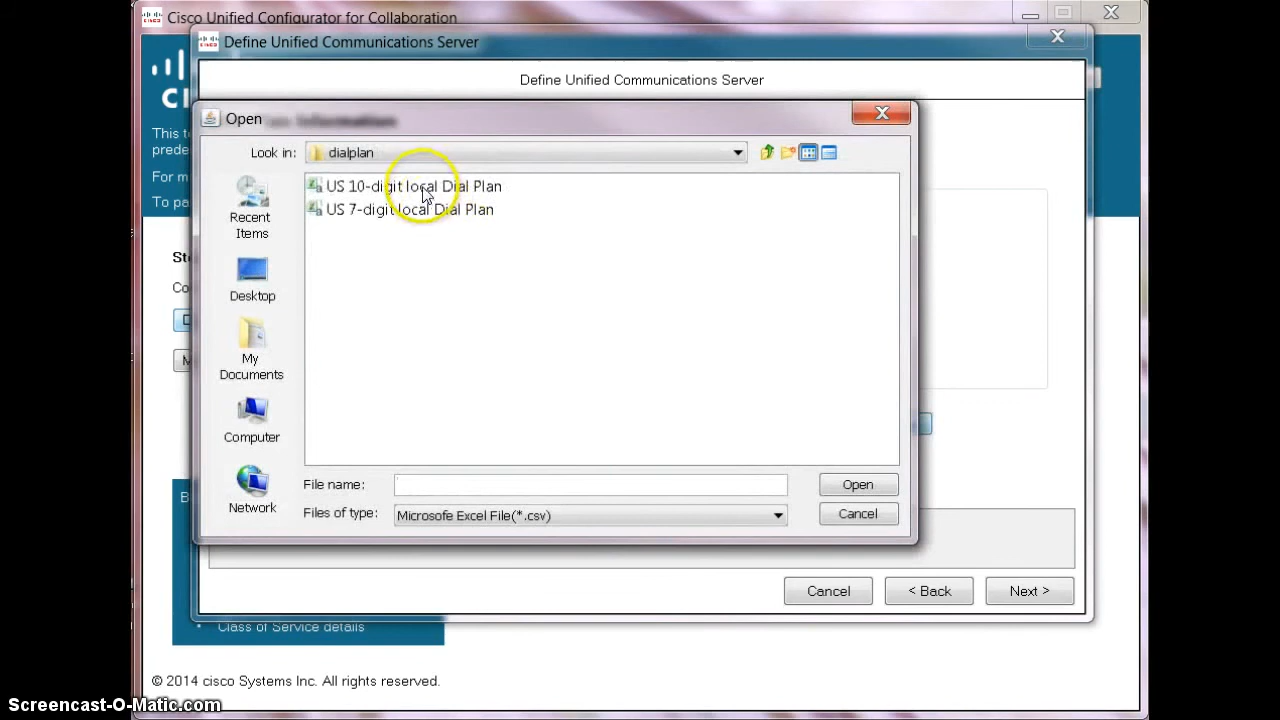 Cisco Unified Configurator for Collaboration
Define Unified Communications Server
Define Unified Communications Server
This t
prede
For m
To pa
Open
Look in:
dialplan
US 10-digit local Dial Plan
US 7-digit local Dial Plan
Recent
Items
Desktop
My
Documents
Computer
Network
File name:
Open
Files of type:
Microsofe Excel File(*.csv)
Cancel
Cancel
< Back
Next >
• Class of Service details
© 2014 cisco Systems Inc. All rights reserved.
Screencast-O-Matic.com